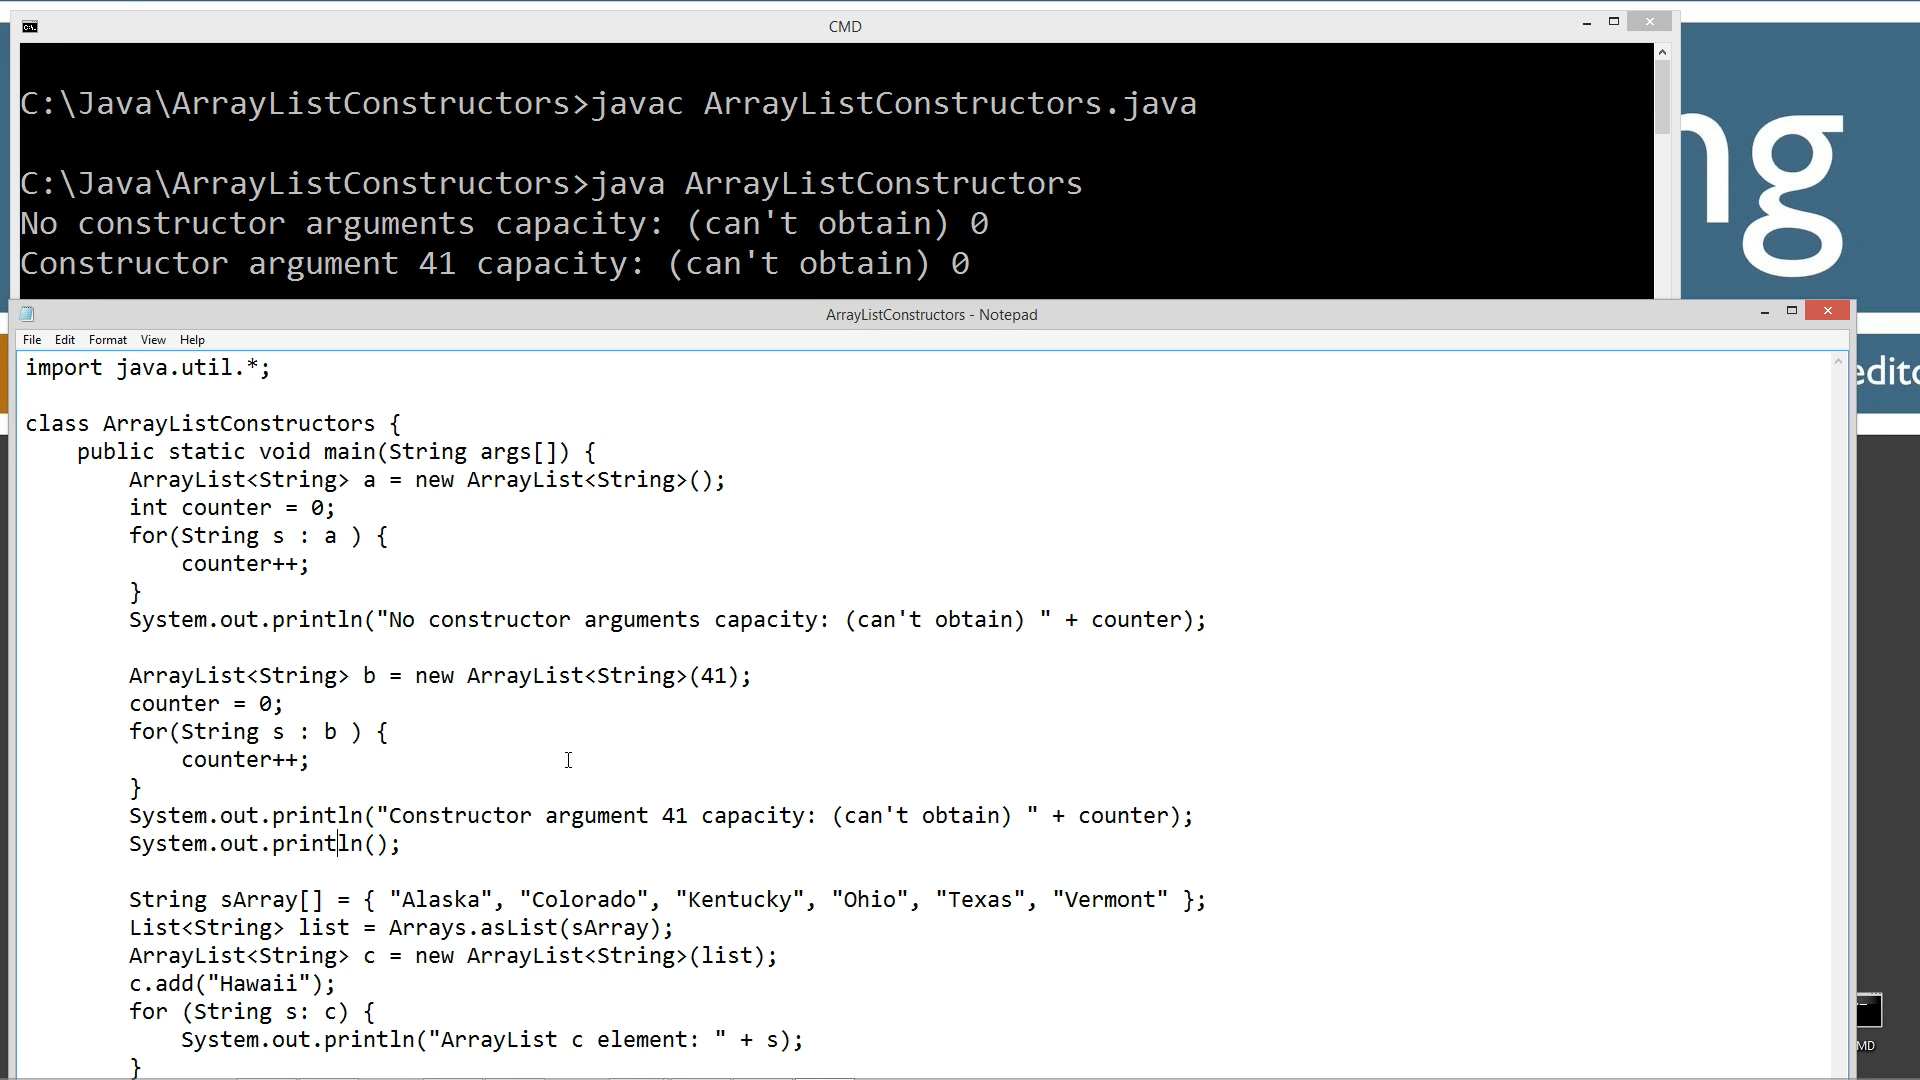 CMD
C:\Java\ArrayListConstructors>javac ArrayListConstructors.java
C:\Java\ArrayListConstructors>java ArrayListConstructors
No constructor arguments capacity: (can't obtain) 0
Constructor argument 41 capacity: (can't obtain) 0
ng
ArrayListConstructors - Notepad
File Edit Format View Help
import java.util.*;
class ArrayListConstructors {
public static void main(String args[]) {
ArrayList<String> a = new ArrayList<String>();
int counter = 0;
for(String s : a ) {
counter++;
}
System.out.println("No constructor arguments capacity: (can't obtain) " + counter);
ArrayList<String> b = new ArrayList<String>(41);
counter = 0;
for(String s : b ) {
counter++;
}
System.out.println("Constructor argument 41 capacity: (can't obtain) " + counter);
System.out.println();
String sArray[] = { "Alaska", "Colorado", "Kentucky", "Ohio", "Texas", "Vermont" };
List<String> list = Arrays.asList(sArray);
ArrayList<String> c = new ArrayList<String>(list);
c.add("Hawaii");
for (String s: c) {
System.out.println("ArrayList c element: " + s);
}
edito
MD